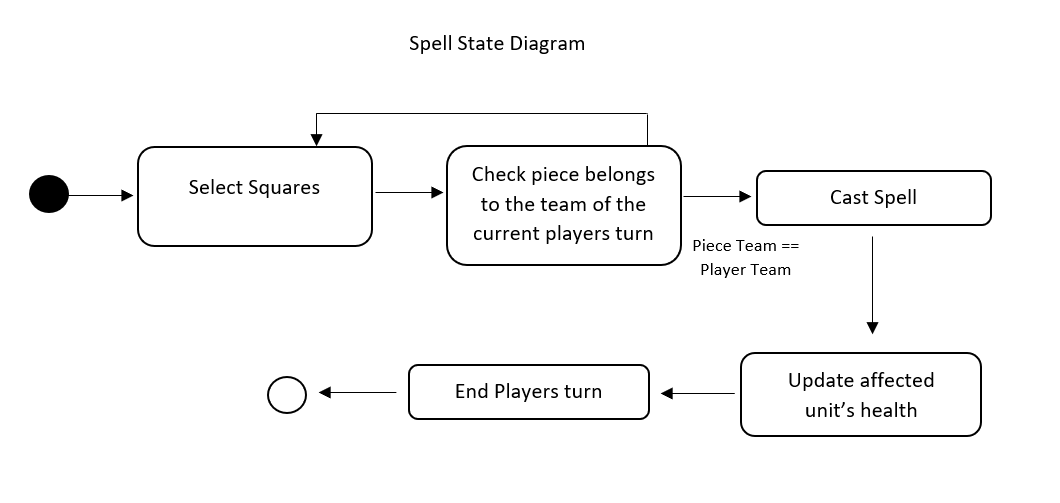 Spell State Diagram
Select Squares
Check piece belongs
to the team of the
current players turn
Cast Spell
Piece Team ==
Player Team
Update affected
unit’s health
End Players turn